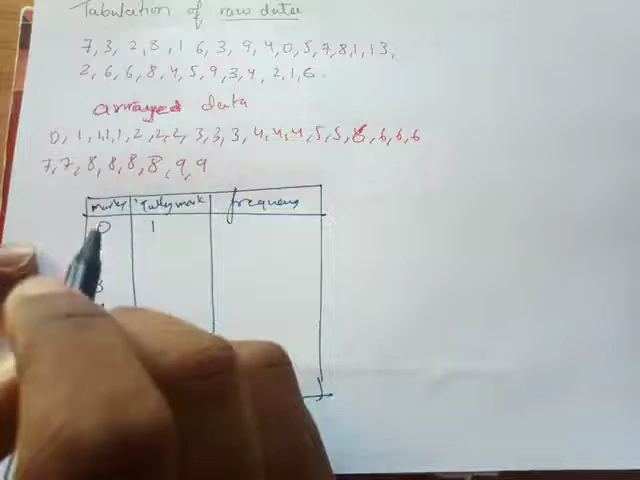 Tabulation of raw data
7, 3, 2, 8, 1 6, 3, 9, 4, 0, 5, 7, 8, 1, 13,
2, 6, 6, 8, 4, 5, 9, 3, 4, 2, 1, 6.
arrayed data
0, 1, 1, 1, 1, 2, 2, 2, 3, 3, 3, 4, 4, 4, 5, 5, 6, 6, 6, 6
7, 7, 8, 8, 8, 8, 9, 9
marks Tally mark frequency
0 1
3